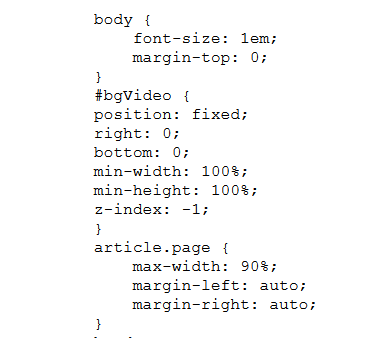 body {
    font-size: 1em;
    margin-top: 0;
}
#bgVideo {
position: fixed;
right: 0;
bottom: 0;
min-width: 100%;
min-height: 100%;
z-index: -1;
}
article.page {
    max-width: 90%;
    margin-left: auto;
    margin-right: auto;
}